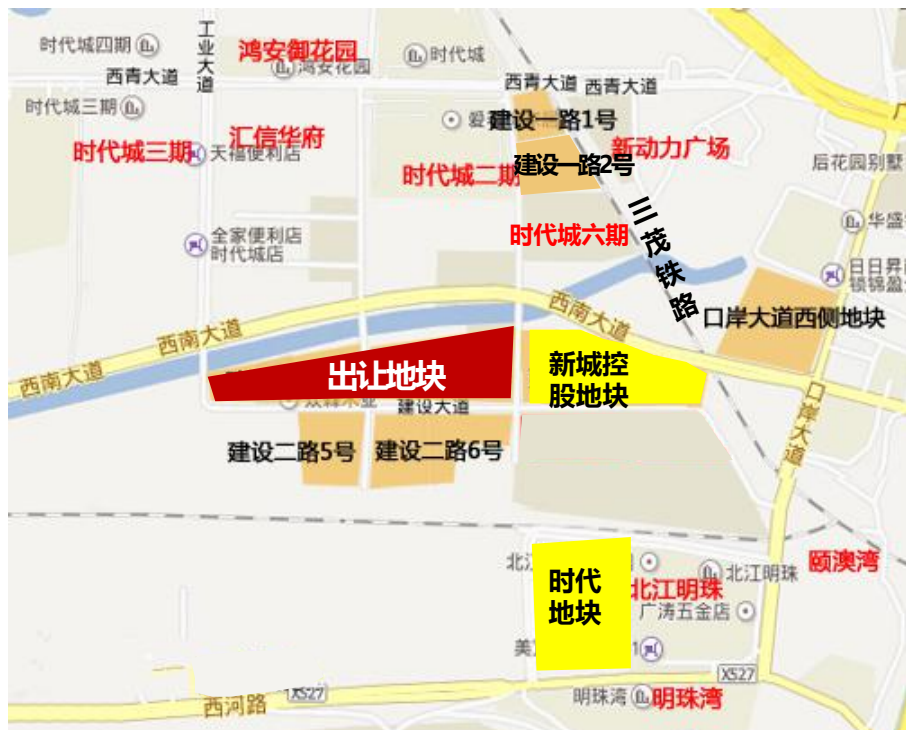 时代城四期
工业大道
鸿安御花园
鸿安花园
时代城
西青大道
西青大道
西青大道
时代城三期
建设一路1号
汇信华府
时代城三期
天福便利店
新动力广场
建设一路2号
时代城二期
后花园别墅
三茂铁路
全家便利店
时代城店
时代城六期
华盛
日日昇
口岸大道西侧地块
西南大道
西南大道
西南大道
出让地块
新城控
股地块
建设大道
口岸大道
建设二路5号
建设二路6号
北江明珠
颐澳湾
时代
地块
北江明珠
广涛五金店
X527
X527
西河路
明珠湾
明珠湾